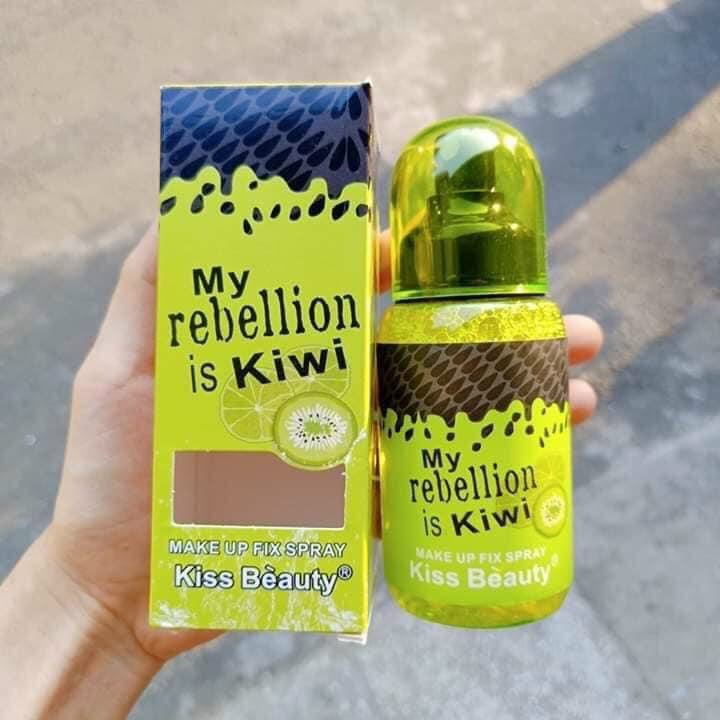 My
rebellion
is Kiwi
MAKE UP FIX SPRAY
Kiss Bèauty®
My
rebellion
is Kiwi
MAKE UP FIX SPRAY
Kiss Bèauty®